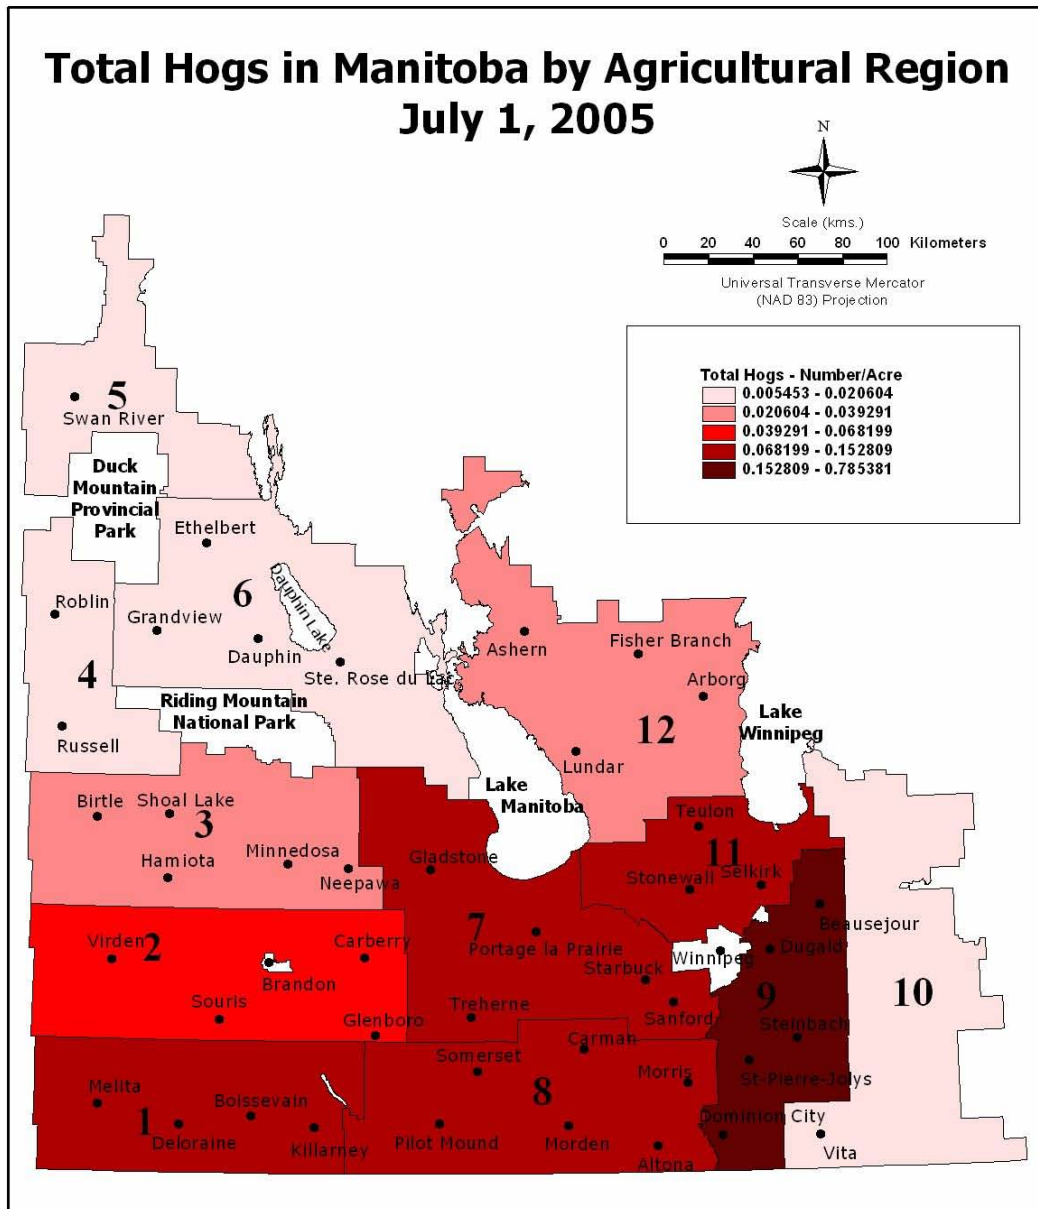 Total Hogs in Manitoba by Agricultural Region
July 1, 2005
N
Scale (kms.)
0 20 40 60 80 100 Kilometers
Universal Transverse Mercator
(NAD 83) Projection
Total Hogs - Number/Acre
0.005453 - 0.020604
0.020604 - 0.039291
0.039291 - 0.068199
0.068199 - 0.152809
0.152809 - 0.785381
5
Swan River
Duck
Mountain
Provincial
Park
Ethelbert
6
Dauphin Lake
Roblin
Grandview
Dauphin
Ste. Rose du Lac
4
Russell
Riding Mountain
National Park
Ashern
Fisher Branch
Arborg
12
Lundar
Lake
Winnipeg
Lake
Manitoba
Birtle
Shoal Lake
3
Hamiota
Minnedosa
Neepawa
Gladstone
Teulon
11
Stonewall
Selkirk
Beausejour
Virden
2
Carberry
Brandon
Souris
Glenboro
7
Portage la Prairie
Starbuck
Treherne
Sanford
Winnipeg
Dugald
9
10
Steinbach
St-Pierre-Jolys
Dominion City
Vita
Melita
1
Boissevain
Deloraine
Killarney
Somerset
Carman
Morris
8
Pilot Mound
Morden
Altona